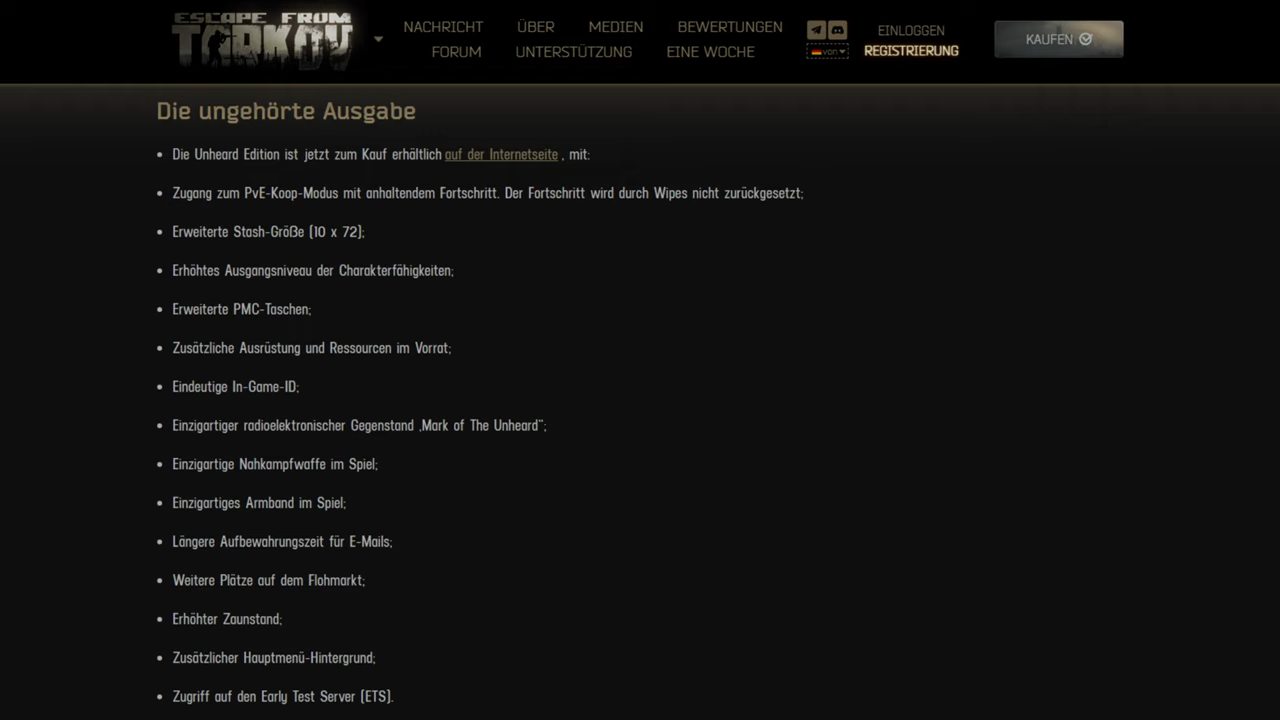 ESCAPE FROM
TARKOV
NACHRICHT ÜBER MEDIEN BEWERTUNGEN
FORUM UNTERSTÜTZUNG EINE WOCHE
von
EINLOGGEN
REGISTRIERUNG
KAUFEN
Die ungehörte Ausgabe
• Die Unheard Edition ist jetzt zum Kauf erhältlich auf der Internetseite , mit:
• Zugang zum PvE-Koop-Modus mit anhaltendem Fortschritt. Der Fortschritt wird durch Wipes nicht zurückgesetzt;
• Erweiterte Stash-Größe (10 x 72);
• Erhöhtes Ausgangsniveau der Charakterfähigkeiten;
• Erweiterte PMC-Taschen;
• Zusätzliche Ausrüstung und Ressourcen im Vorrat;
• Eindeutige In-Game-ID;
• Einzigartiger radioelektronischer Gegenstand „Mark of The Unheard“;
• Einzigartige Nahkampfwaffe im Spiel;
• Einzigartiges Armband im Spiel;
• Längere Aufbewahrungszeit für E-Mails;
• Weitere Plätze auf dem Flohmarkt;
• Erhöhter Zaunstand;
• Zusätzlicher Hauptmenü-Hintergrund;
• Zugriff auf den Early Test Server (ETS).